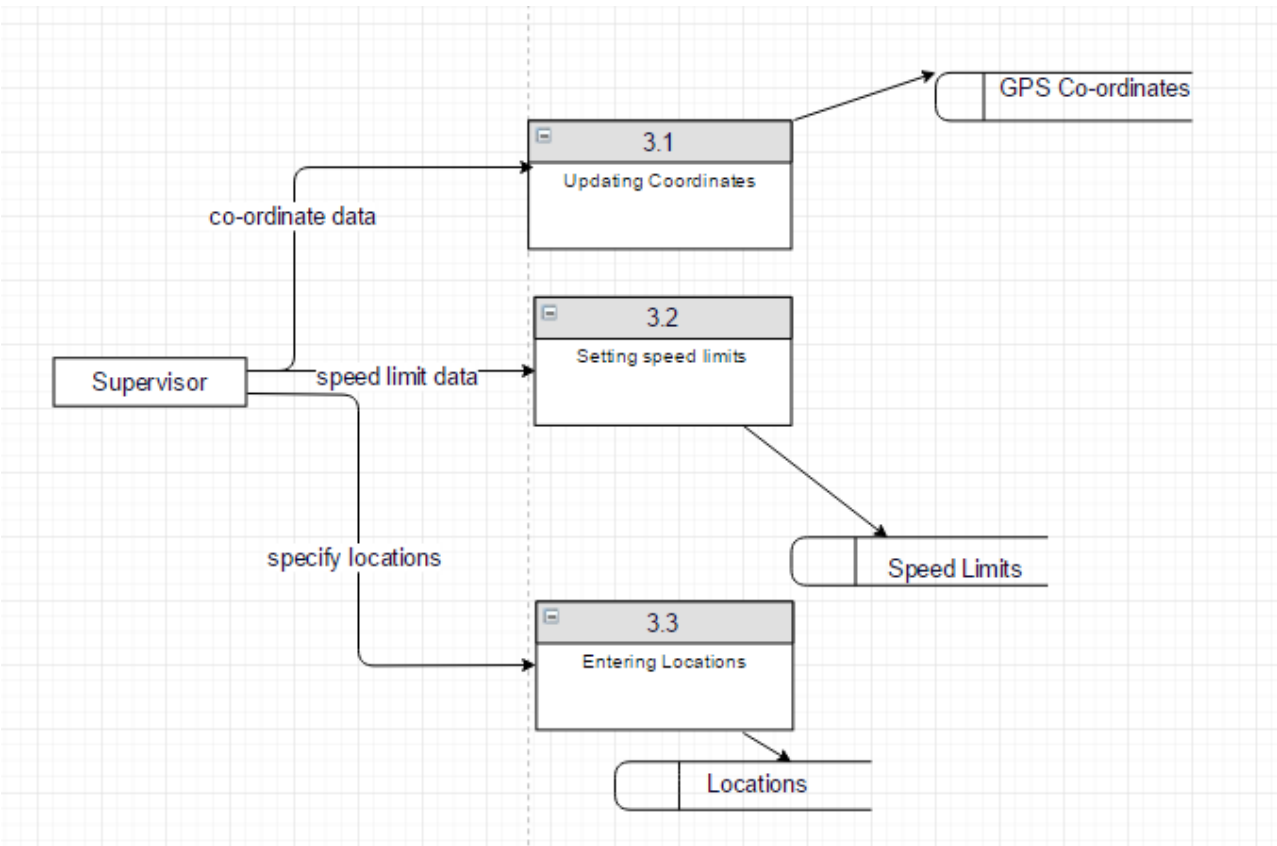 GPS Co-ordinates
3.1
Updating Coordinates
co-ordinate data
3.2
Setting speed limits
Supervisor
speed limit data
specify locations
Speed Limits
3.3
Entering Locations
Locations